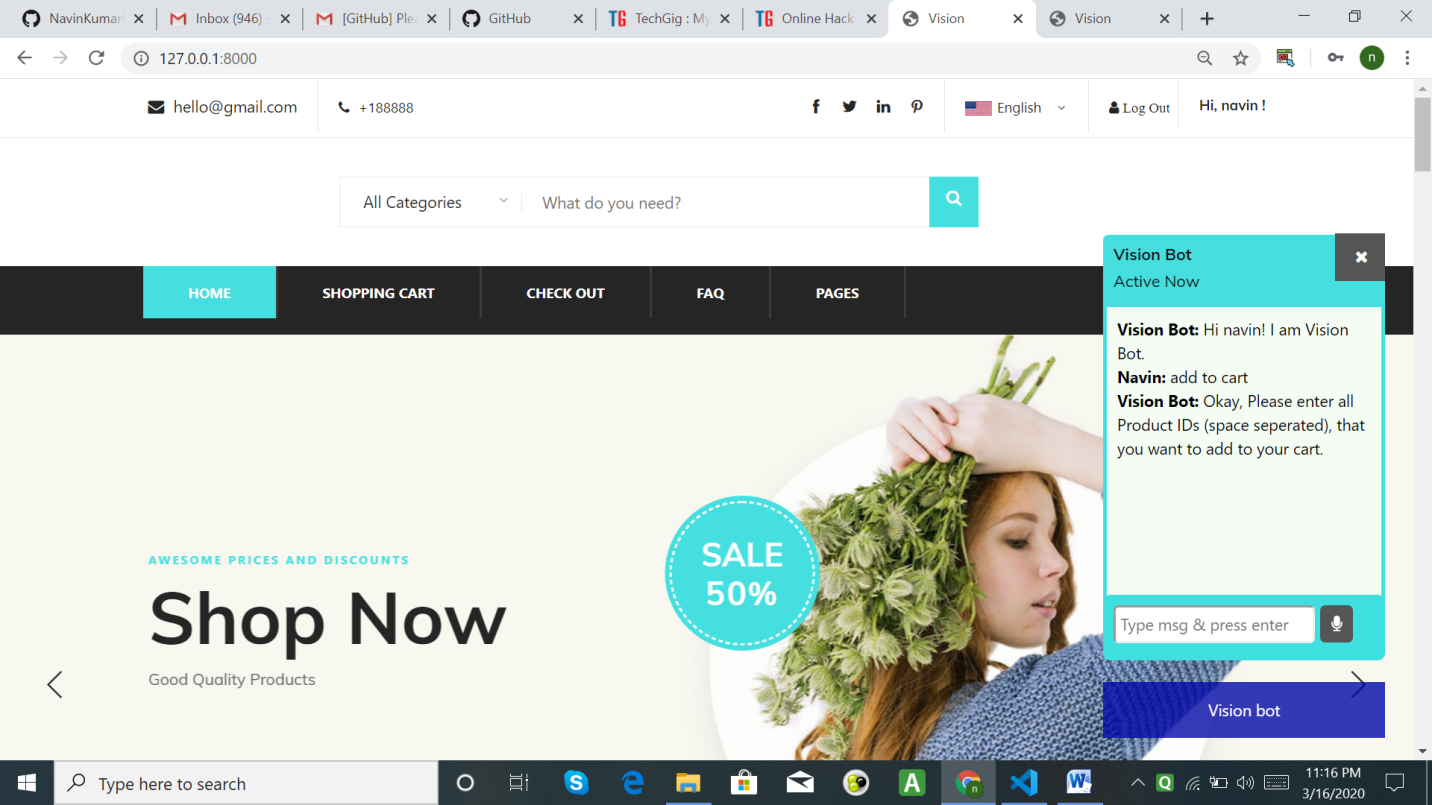 NavinKumar
Inbox (946) -
[GitHub] Plea
GitHub
TG TechGig : My
TG Online Hack
Vision
Vision
127.0.0.1:8000
n
hello@gmail.com
+188888
English
Log Out
Hi, navin !
All Categories
What do you need?
HOME
SHOPPING CART
CHECK OUT
FAQ
PAGES
Vision Bot
Active Now
Vision Bot: Hi navin! I am Vision
Bot.
Navin: add to cart
Vision Bot: Okay, Please enter all
Product IDs (space seperated), that
you want to add to your cart.
Type msg & press enter
Vision bot
AWESOME PRICES AND DISCOUNTS
Shop Now
Good Quality Products
SALE
50%
Type here to search
11:16 PM
3/16/2020